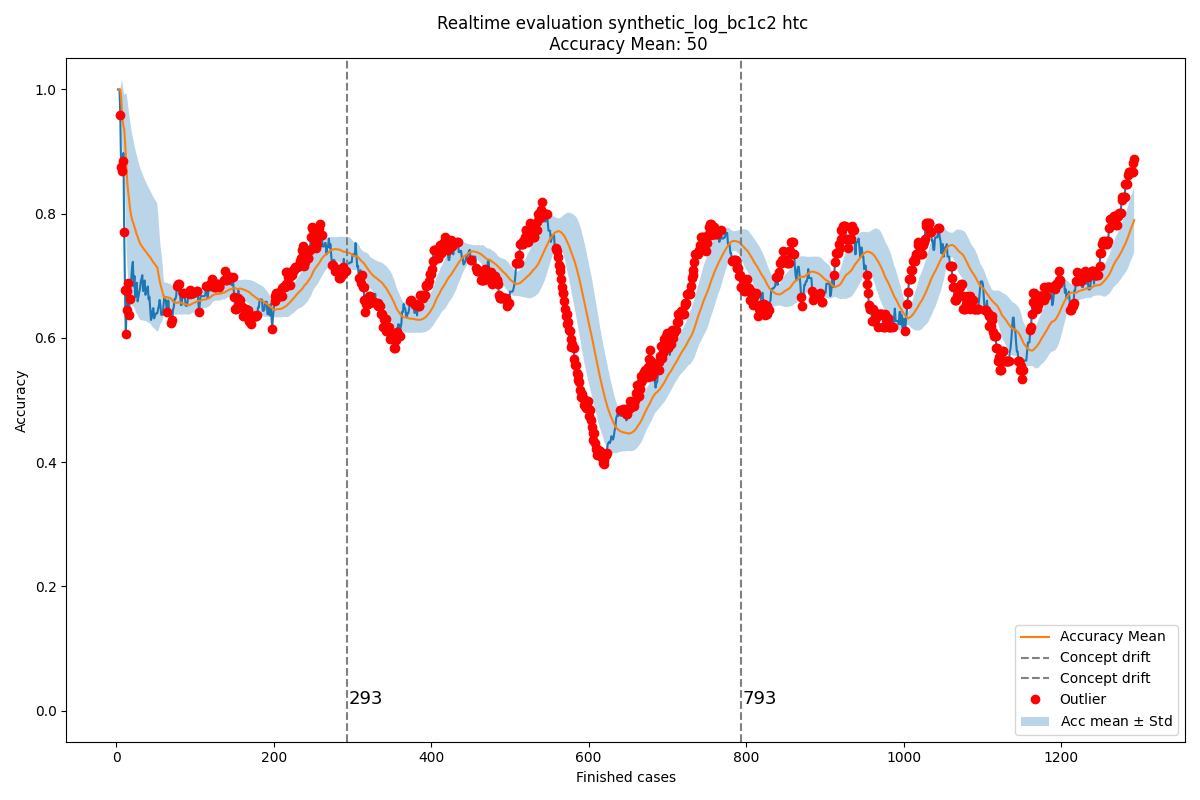 Realtime evaluation synthetic_log_bc1c2 htc
Accuracy Mean: 50
1.0
0.8
0.6
0.4
0.2
0.0
Accuracy
293
793
Accuracy Mean
Concept drift
Concept drift
Outlier
Acc mean ± Std
0
200
400
600
800
1000
1200
Finished cases